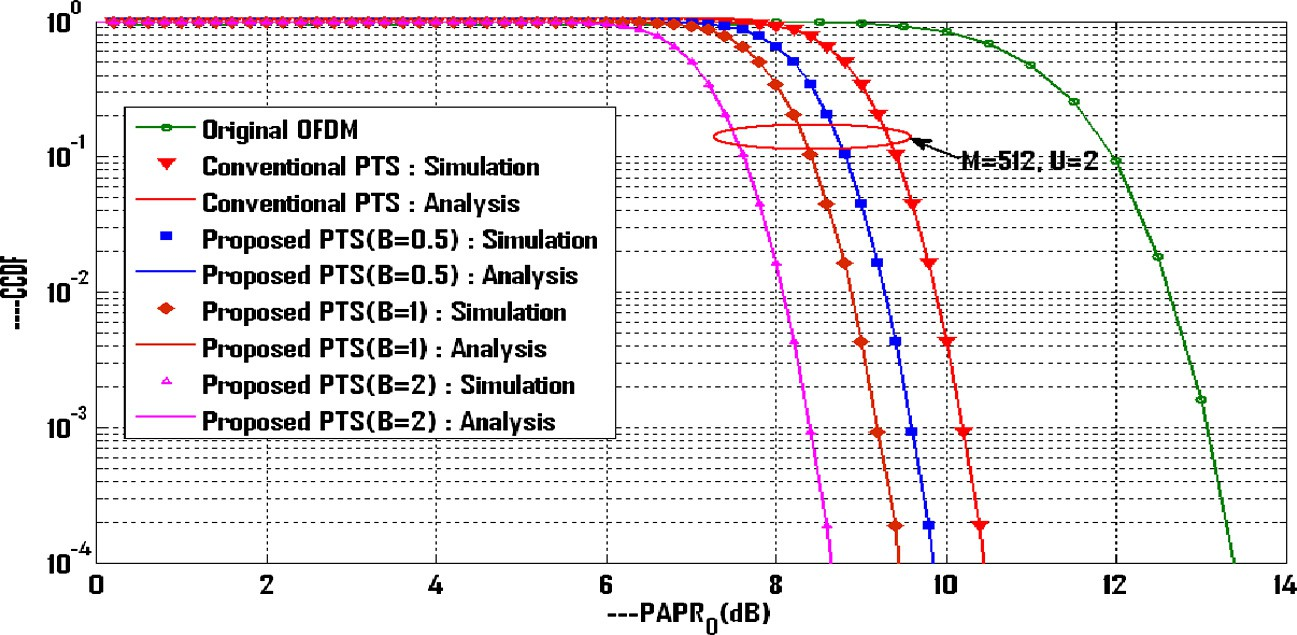 10^0
10^-1
10^-2
10^-3
10^-4
----CCDF
Original OFDM
Conventional PTS : Simulation
Conventional PTS : Analysis
Proposed PTS(B=0.5) : Simulation
Proposed PTS(B=0.5) : Analysis
Proposed PTS(B=1) : Simulation
Proposed PTS(B=1) : Analysis
Proposed PTS(B=2) : Simulation
Proposed PTS(B=2) : Analysis
M=512, U=2
0 2 4 6 8 10 12 14
---PAPR_0(dB)